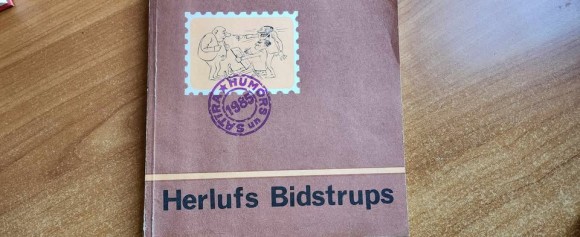 HUMORS un SATĪRA
1985
Herlufs Bidstrups